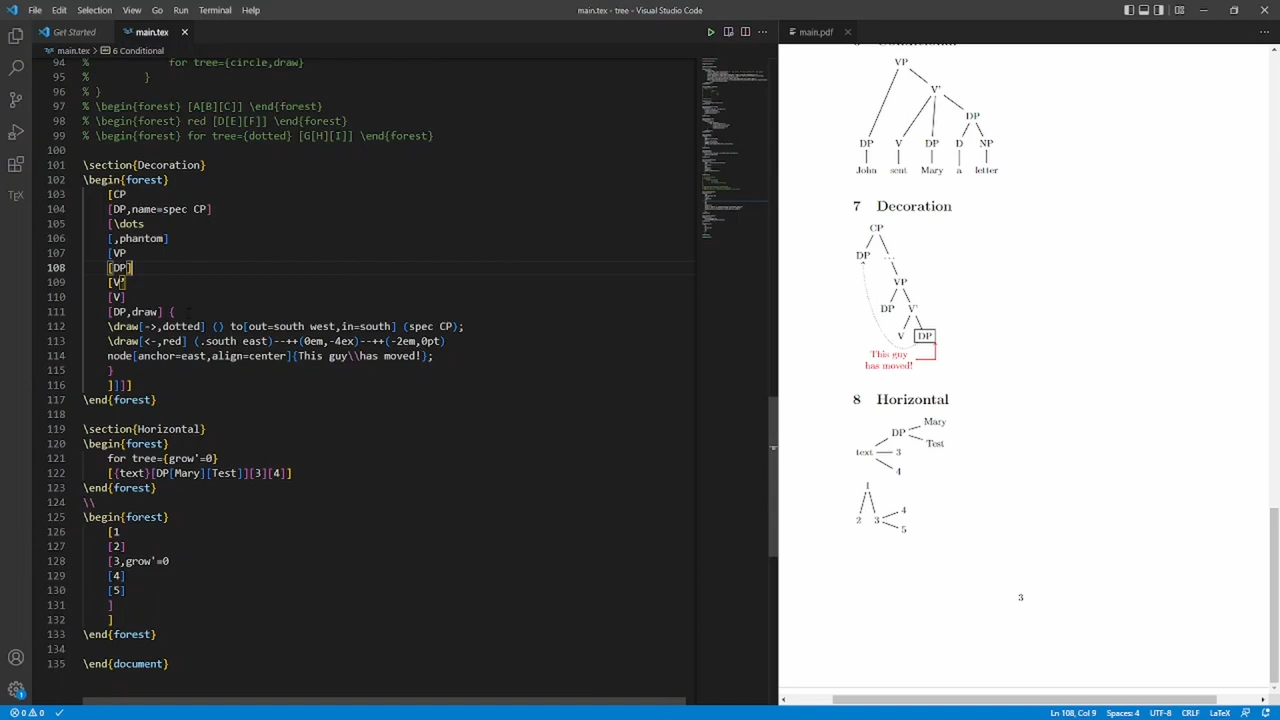 File Edit Selection View Go Run Terminal Help
main.tex - tree - Visual Studio Code
Get Started
main.tex
main.pdf
main.tex > 6 Conditional
94 % for tree={circle,draw}
95 % }
96 % }
97 % \begin{forest} [A[B][C]] \end{forest}
98 % \begin{forest} red [D[E][F]] \end{forest}
99 % \begin{forest} for tree={dotted} [G[H][I]] \end{forest}
100
101 \section{Decoration}
102 \begin{forest}
103 [CP
104 [DP,name=spec CP]
105 [\dots
106 [,phantom]
107 [VP
108 [DP]
109 [V'
110 [V]
111 [DP,draw] {
112 \draw[->,dotted] () to[out=south west,in=south] (spec CP);
113 \draw[<-,red] (.south east)--++(0em,-4ex)--++(-2em,0pt)
114 node[anchor=east,align=center]{This guy\\has moved!};
115 }
116 ]]]]
117 \end{forest}
118
119 \section{Horizontal}
120 \begin{forest}
121 for tree={grow'=0}
122 [{text}[DP[Mary][Test]][3][4]]
123 \end{forest}
124 \\
125 \begin{forest}
126 [1
127 [2]
128 [3,grow'=0
129 [4]
130 [5]
131 ]
132 ]
133 \end{forest}
134
135 \end{document}
VP
V'
DP
DP V DP D NP
John sent Mary a letter
7 Decoration
CP
DP ...
VP
DP V'
V DP
This guy
has moved!
8 Horizontal
Mary
DP
Test
text 3
4
1
4
2 3
5
3
0 0
Ln 108, Col 9 Spaces: 4 UTF-8 CRLF LaTeX